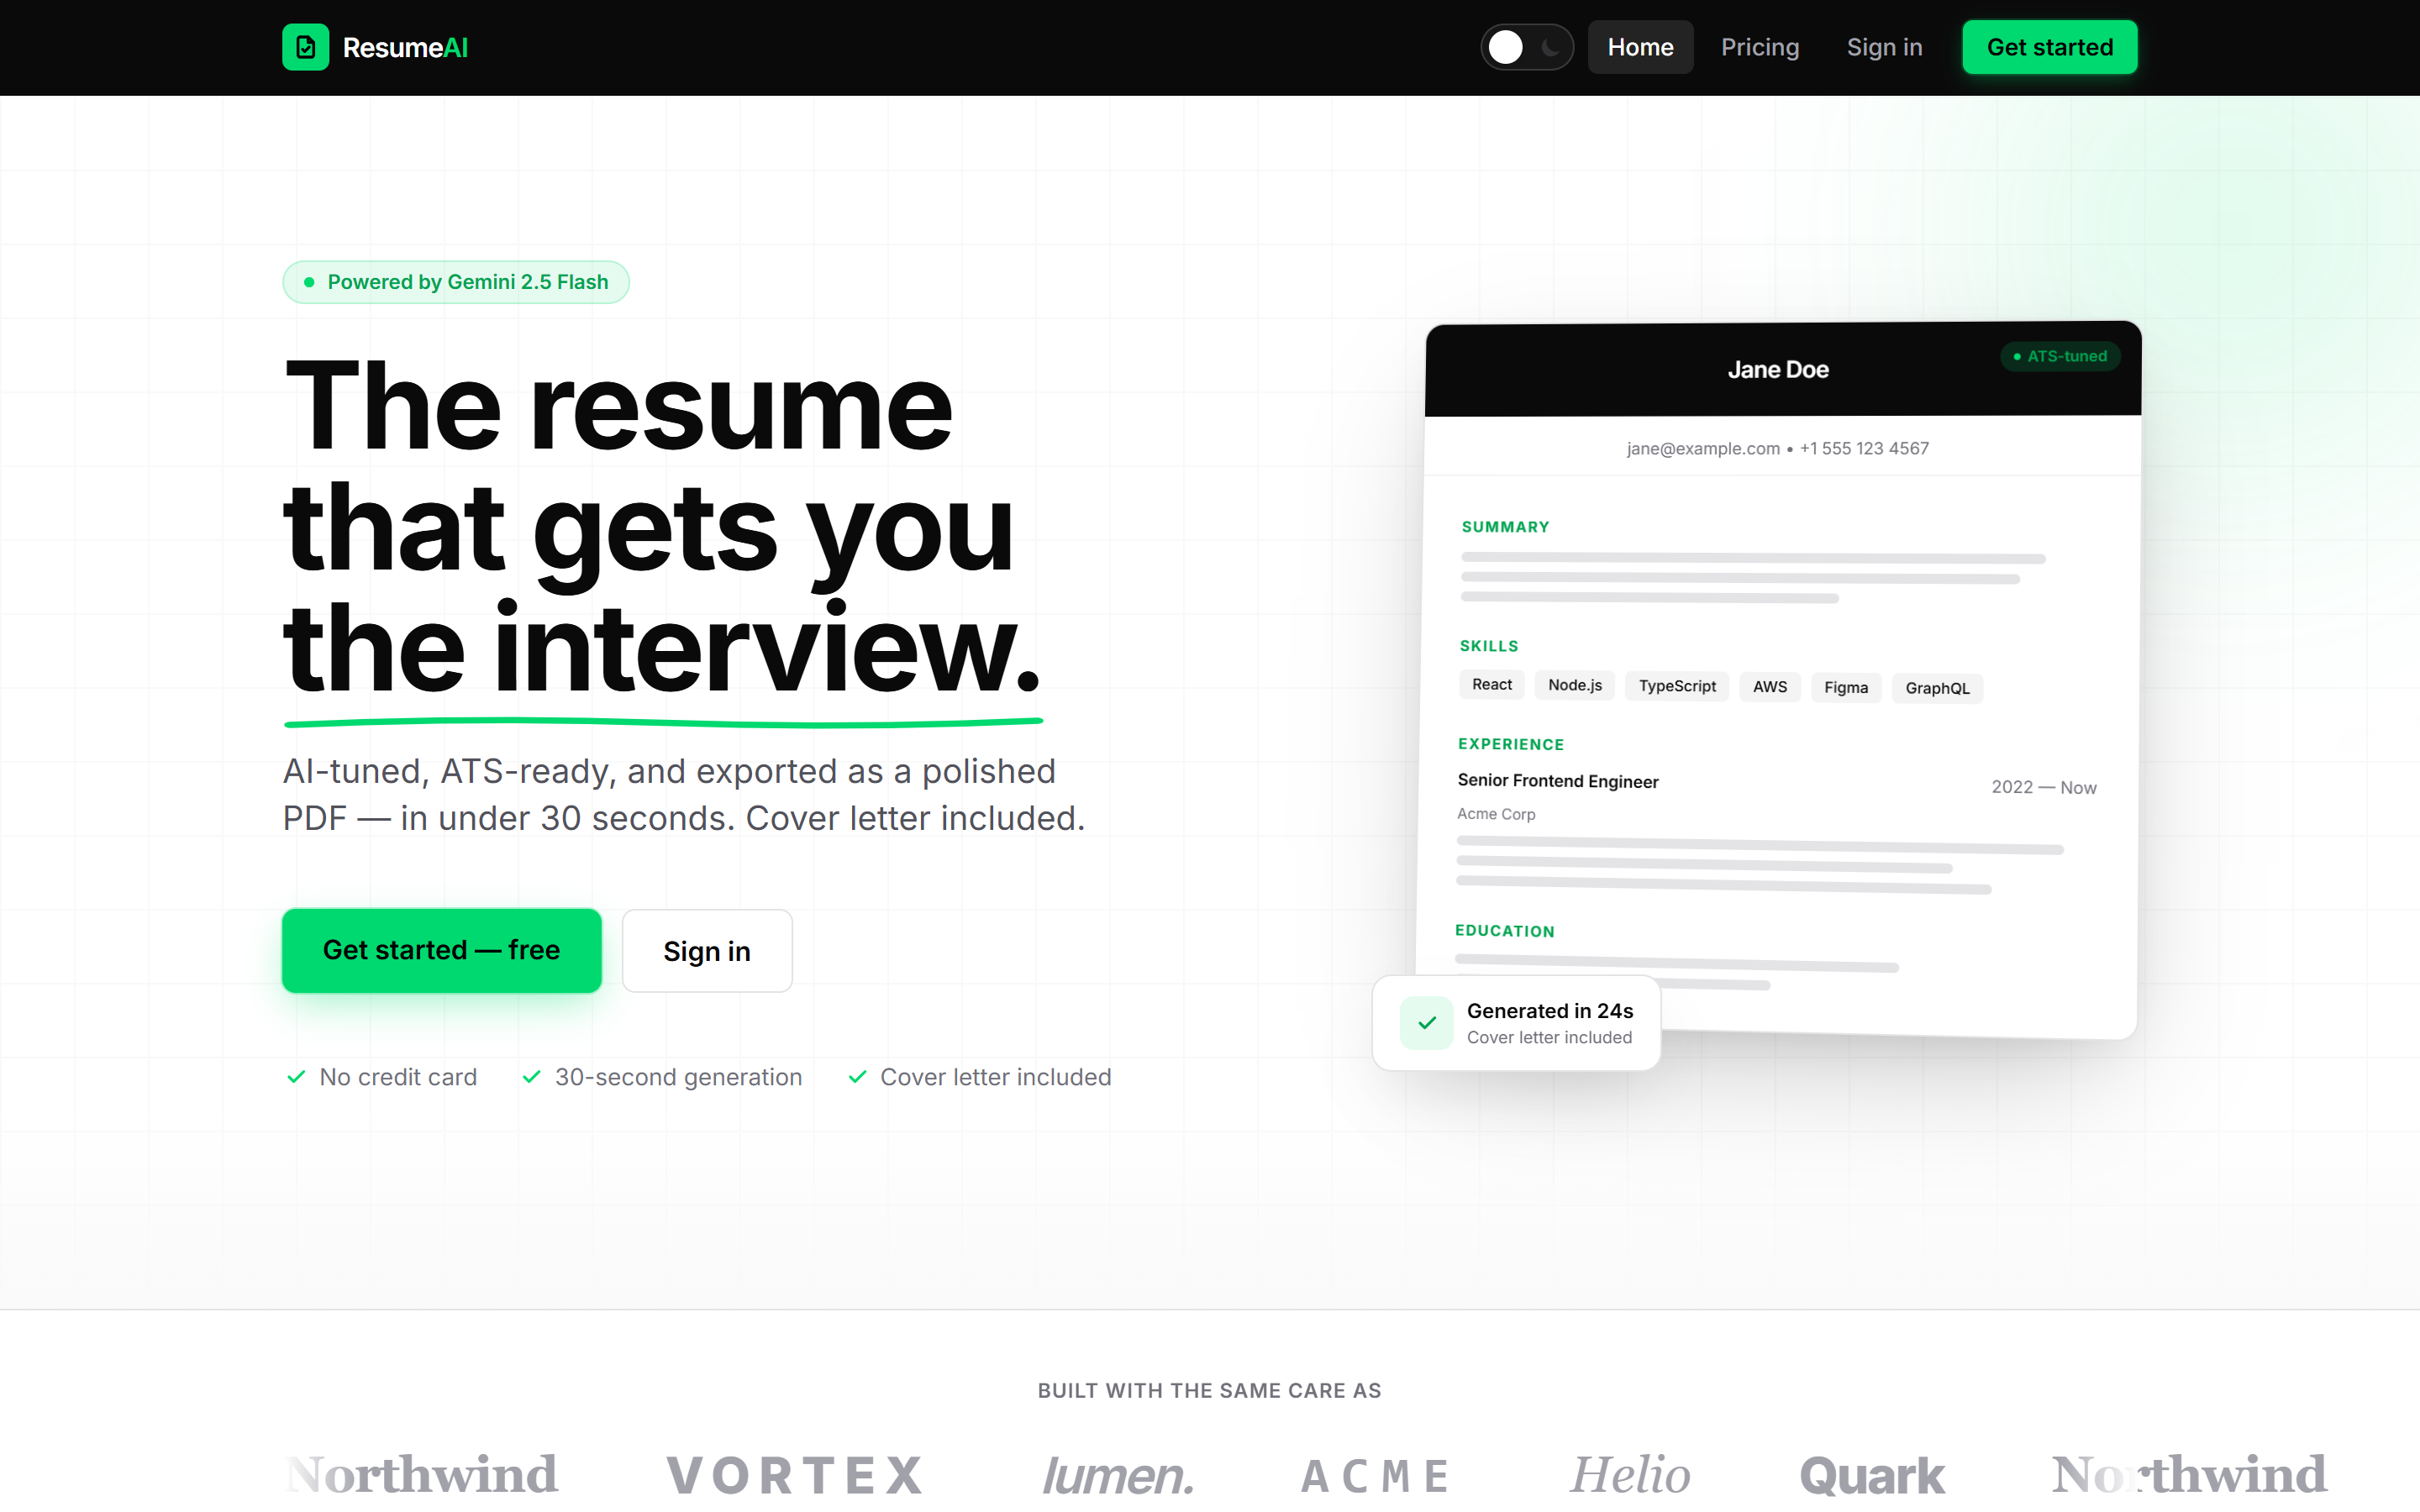 ResumeAI
Home
Pricing
Sign in
Get started
Powered by Gemini 2.5 Flash
The resume
that gets you
the interview.
AI-tuned, ATS-ready, and exported as a polished
PDF — in under 30 seconds. Cover letter included.
Get started — free
Sign in
No credit card
30-second generation
Cover letter included
Jane Doe
ATS-tuned
jane@example.com • +1 555 123 4567
SUMMARY
SKILLS
React
Node.js
TypeScript
AWS
Figma
GraphQL
EXPERIENCE
Senior Frontend Engineer
2022 — Now
Acme Corp
EDUCATION
Generated in 24s
Cover letter included
BUILT WITH THE SAME CARE AS
Northwind
VORTEX
lumen.
ACME
Helio
Quark
Northwind